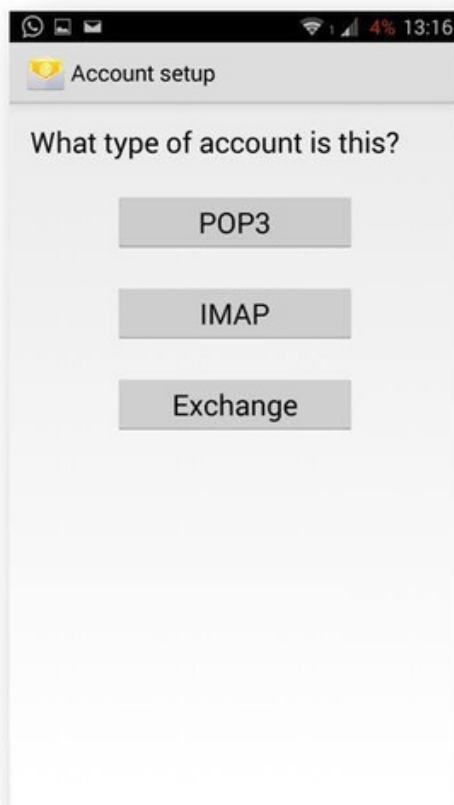 4% 13:16
Account setup
What type of account is this?
POP3
IMAP
Exchange